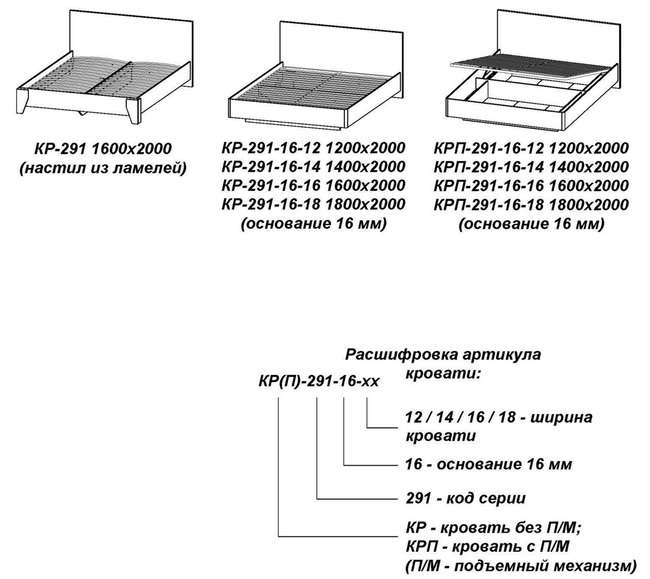 КР-291 1600х2000
(настил из ламелей)
КР-291-16-12 1200х2000
КР-291-16-14 1400х2000
КР-291-16-16 1600х2000
КР-291-16-18 1800х2000
(основание 16 мм)
КРП-291-16-12 1200х2000
КРП-291-16-14 1400х2000
КРП-291-16-16 1600х2000
КРП-291-16-18 1800х2000
(основание 16 мм)
Расшифровка артикула
кровати:
КР(П)-291-16-хх
12 / 14 / 16 / 18 - ширина
кровати
16 - основание 16 мм
291 - код серии
КР - кровать без П/М;
КРП - кровать с П/М
(П/М - подъемный механизм)